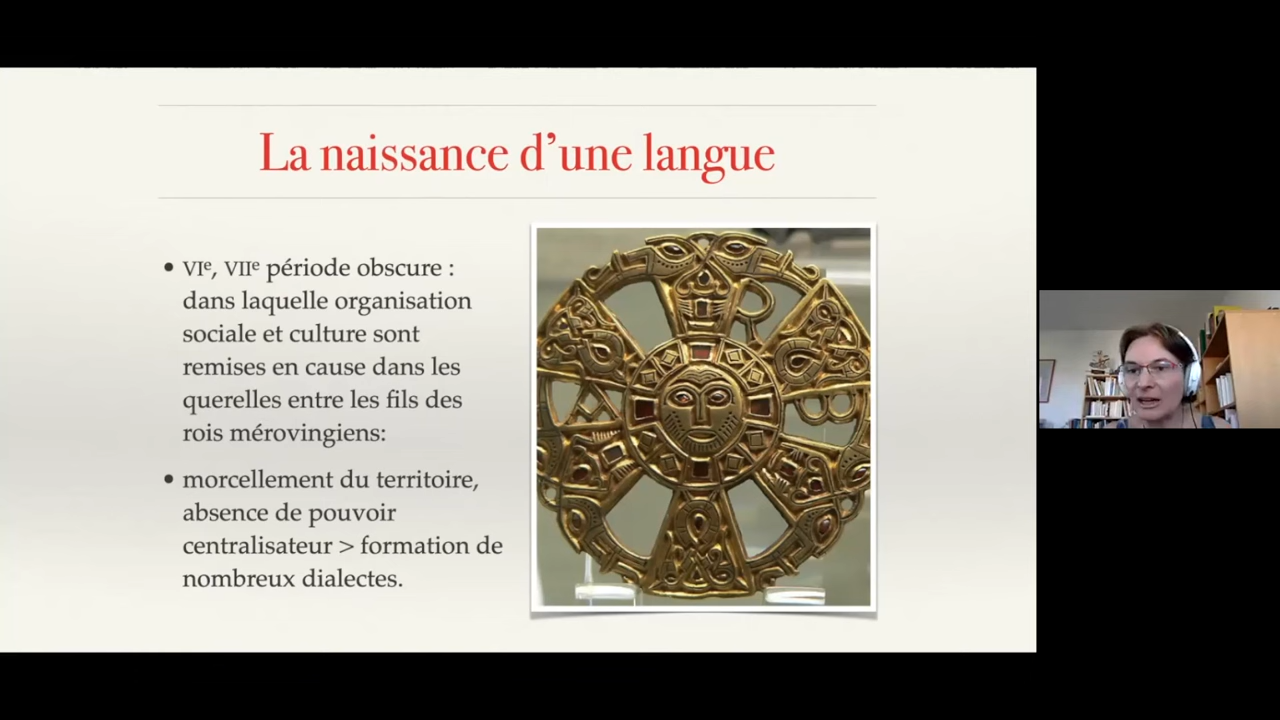 La naissance d’une langue
• VIe, VIIe période obscure :
dans laquelle organisation
sociale et culture sont
remises en cause dans les
querelles entre les fils des
rois mérovingiens:
• morcellement du territoire,
absence de pouvoir
centralisateur > formation de
nombreux dialectes.